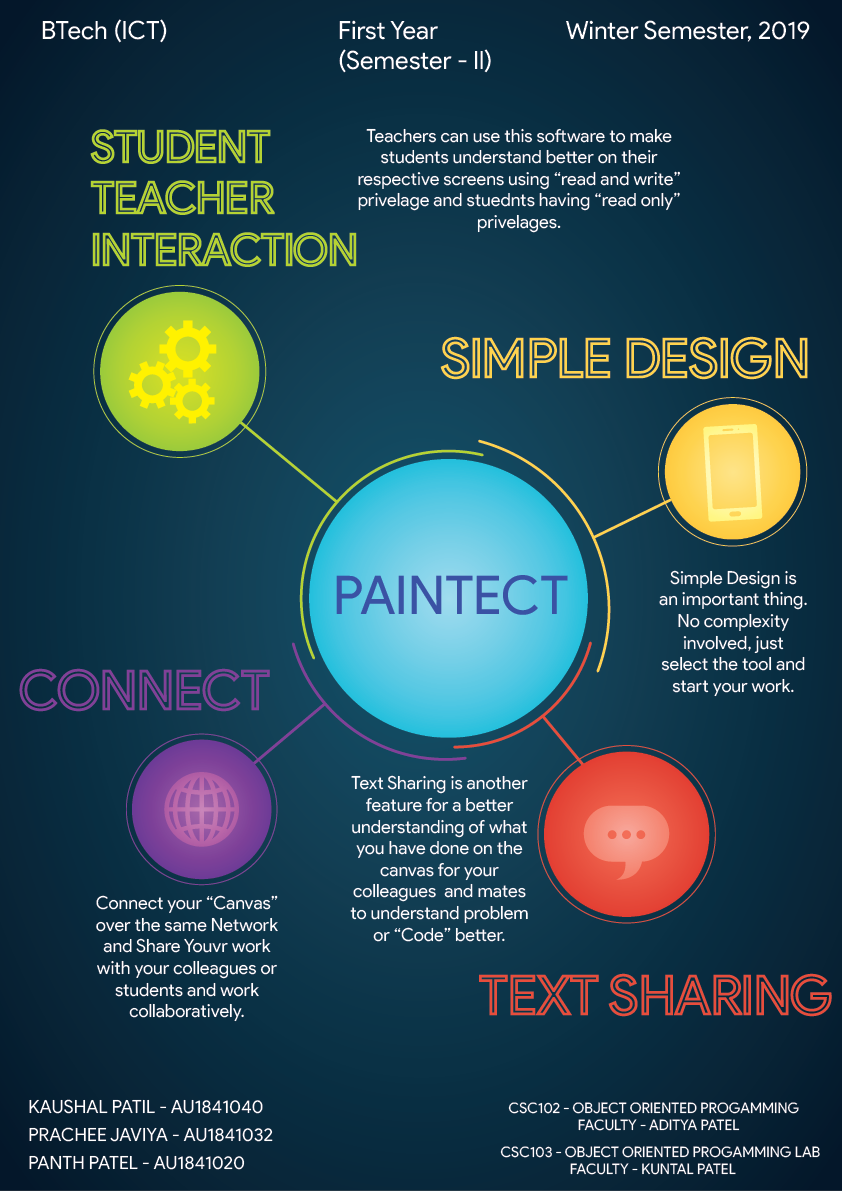 BTech (ICT)
First Year
(Semester - II)
Winter Semester, 2019
STUDENT
TEACHER
INTERACTION
Teachers can use this software to make
students understand better on their
respective screens using “read and write”
privelage and stuednts having “read only”
privelages.
SIMPLE DESIGN
Simple Design is
an important thing.
No complexity
involved, just
select the tool and
start your work.
PAINTECT
CONNECT
Connect your “Canvas”
over the same Network
and Share Youvr work
with your colleagues or
students and work
collaboratively.
Text Sharing is another
feature for a better
understanding of what
you have done on the
canvas for your
colleagues  and mates
to understand problem
or “Code” better.
TEXT SHARING
KAUSHAL PATIL - AU1841040
PRACHEE JAVIYA - AU1841032
PANTH PATEL - AU1841020
CSC102 - OBJECT ORIENTED PROGAMMING
FACULTY - ADITYA PATEL
CSC103 - OBJECT ORIENTED PROGAMMING LAB
FACULTY - KUNTAL PATEL